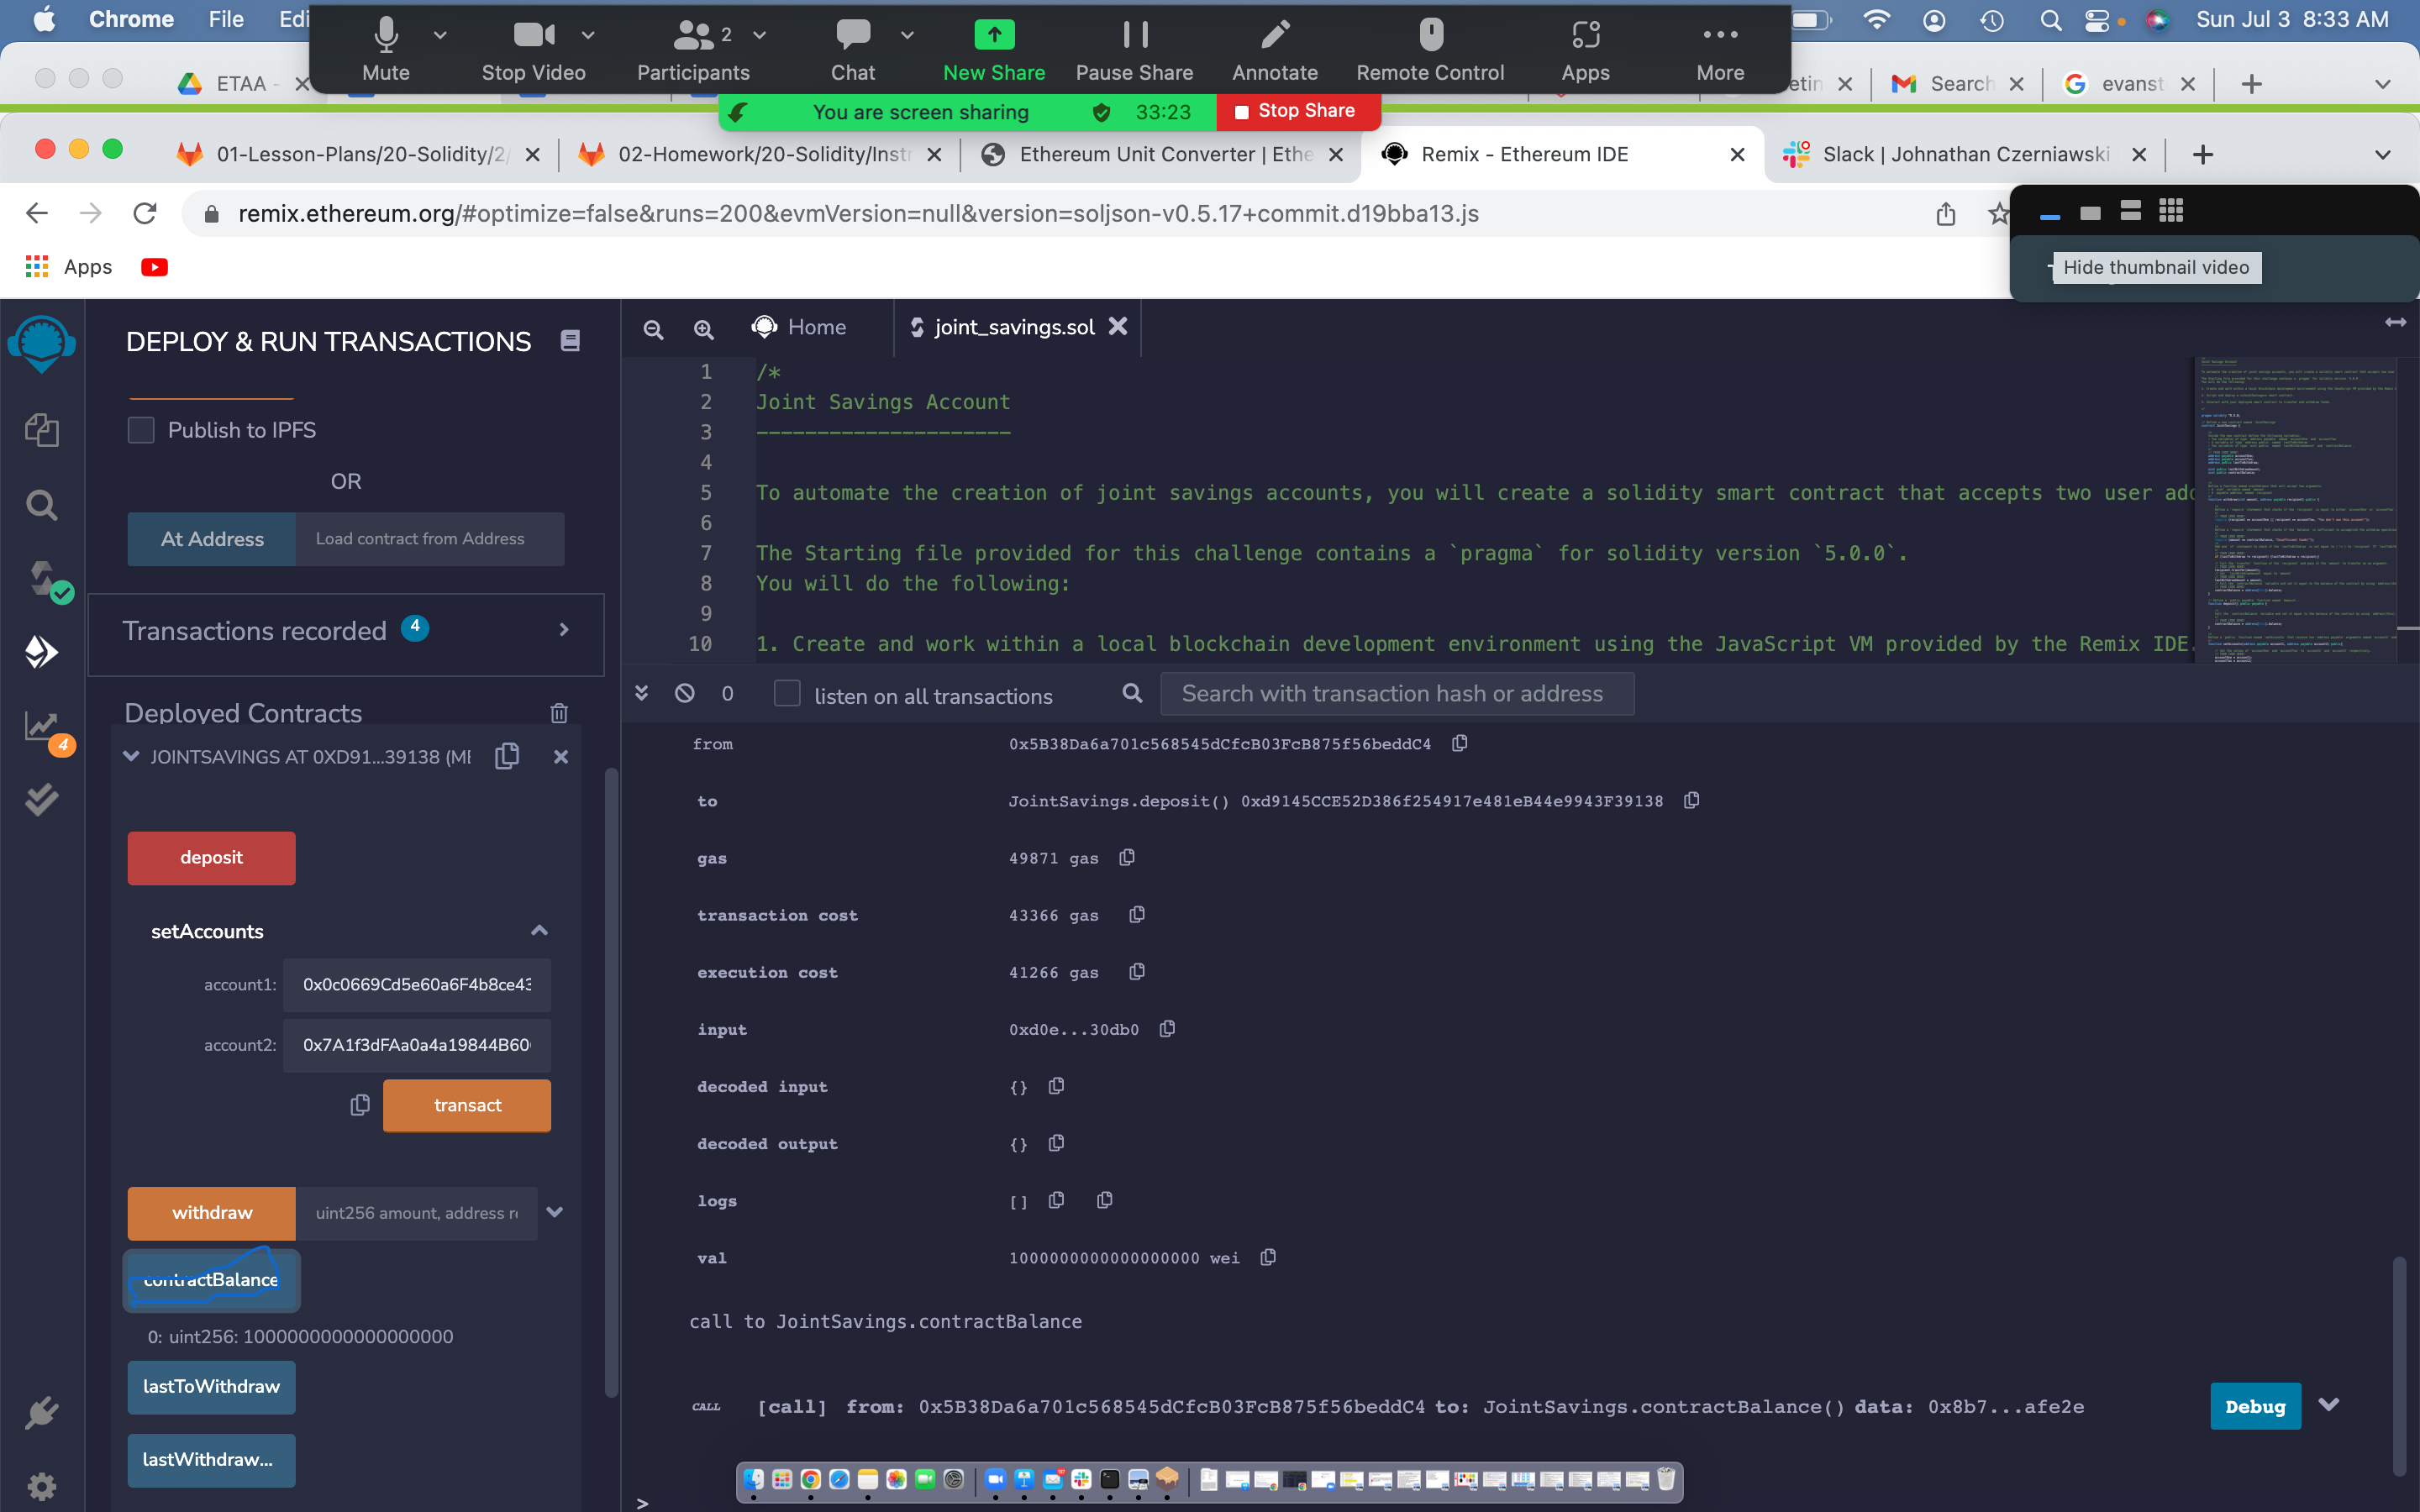 Chrome File Edi
Sun Jul 3 8:33 AM
Mute
Stop Video
2
Participants
Chat
New Share
Pause Share
Annotate
Remote Control
Apps
More
ETAA -
etin
Search
evanst
You are screen sharing
33:23
Stop Share
01-Lesson-Plans/20-Solidity/2/
02-Homework/20-Solidity/Instr
Ethereum Unit Converter | Ethe
Remix - Ethereum IDE
Slack | Johnathan Czerniawski
remix.ethereum.org/#optimize=false&runs=200&evmVersion=null&version=soljson-v0.5.17+commit.d19bba13.js
Apps
Hide thumbnail video
DEPLOY & RUN TRANSACTIONS
Publish to IPFS
OR
At Address
Load contract from Address
Transactions recorded 4
Deployed Contracts
JOINTSAVINGS AT 0XD91...39138 (ME
4
deposit
setAccounts
account1: 0x0c0669Cd5e60a6F4b8ce43
account2: 0x7A1f3dFAa0a4a19844B60
transact
withdraw
uint256 amount, address re
contractBalance
0: uint256: 1000000000000000000
lastToWithdraw
lastWithdraw...
Home
joint_savings.sol
1 /*
2 Joint Savings Account
3 ---------------------
4
5 To automate the creation of joint savings accounts, you will create a solidity smart contract that accepts two user add
6
7 The Starting file provided for this challenge contains a `pragma` for solidity version `5.0.0`.
8 You will do the following:
9
10 1. Create and work within a local blockchain development environment using the JavaScript VM provided by the Remix IDE.
0
listen on all transactions
Search with transaction hash or address
from 0x5B38Da6a701c568545dCfcB03FcB875f56beddC4
to JointSavings.deposit() 0xd9145CCE52D386f254917e481eB44e9943F39138
gas 49871 gas
transaction cost 43366 gas
execution cost 41266 gas
input 0xd0e...30db0
decoded input {}
decoded output {}
logs []
val 1000000000000000000 wei
call to JointSavings.contractBalance
CALL [call] from: 0x5B38Da6a701c568545dCfcB03FcB875f56beddC4 to: JointSavings.contractBalance() data: 0x8b7...afe2e
Debug
>